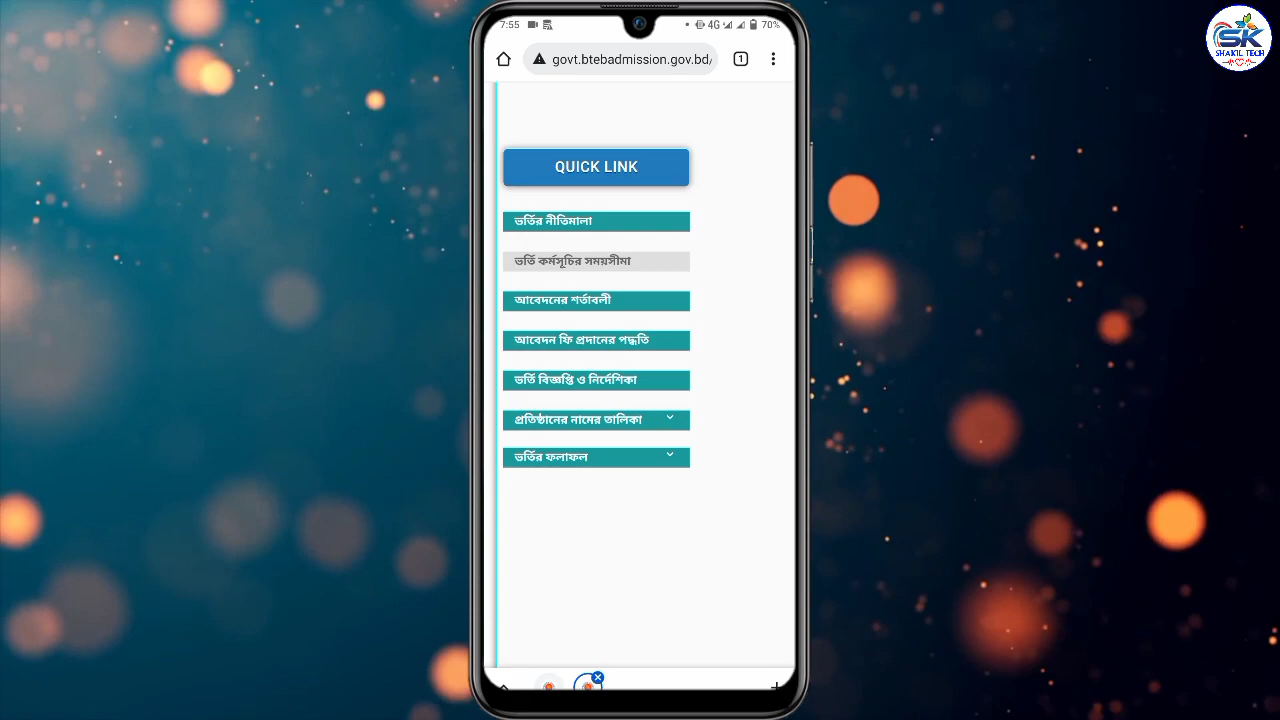 7:55
4G
70%
govt.btebadmission.gov.bd/
1
SK
SHAKIL TECH
QUICK LINK
ভর্তির নীতিমালা
ভর্তি কর্মসূচির সময়সীমা
আবেদনের শর্তাবলী
আবেদন ফি প্রদানের পদ্ধতি
ভর্তি বিজ্ঞপ্তি ও নির্দেশিকা
প্রতিষ্ঠানের নামের তালিকা
ভর্তির ফলাফল